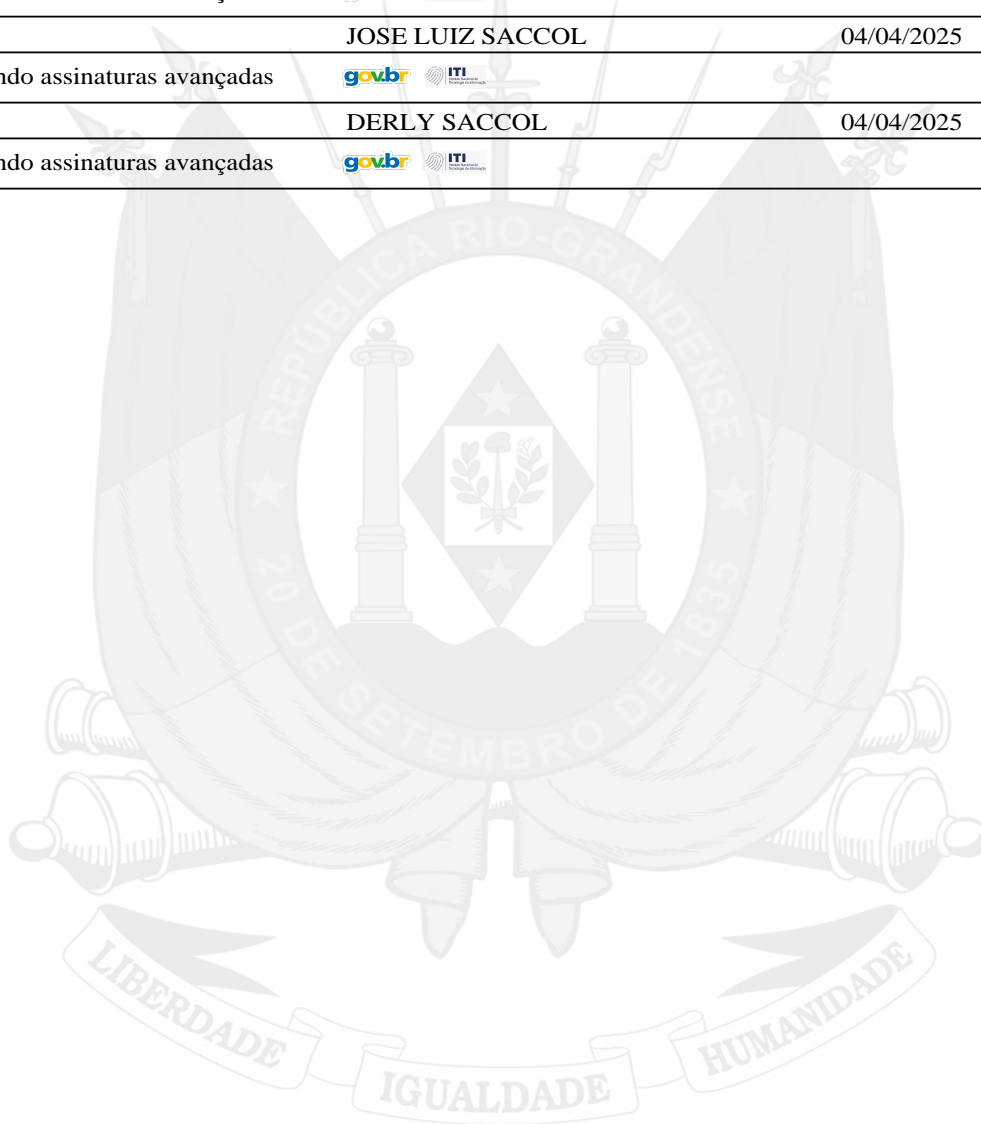 JOSE LUIZ SACCOL 04/04/2025
ndo assinaturas avançadas gov.br ITI
DERLY SACCOL 04/04/2025
ndo assinaturas avançadas gov.br ITI
REPÚBLICA RIO-GRANDENSE
20 DE SETEMBRO DE 1835
LIBERDADE
IGUALDADE
HUMANIDADE